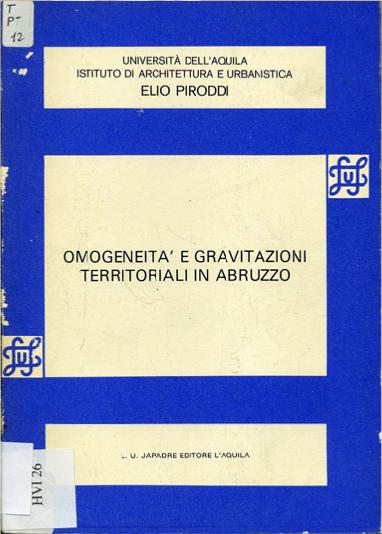 T
PT
12
UNIVERSITÀ DELL'AQUILA
ISTITUTO DI ARCHITETTURA E URBANISTICA
ELIO PIRODDI
OMOGENEITA' E GRAVITAZIONI
TERRITORIALI IN ABRUZZO
L. U. JAPADRE EDITORE L'AQUILA
HVI 26